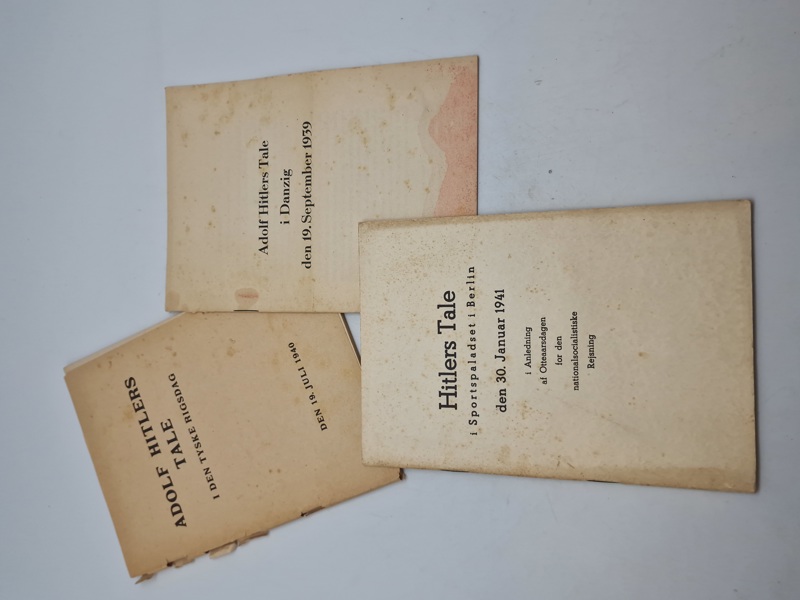 Adolf Hitlers Tale
i Danzig
den 19. September 1939
ADOLF HITLERS
TALE
I DEN TYSKE RIGSDAG
DEN 19. JULI 1940
Hitlers Tale
i Sportspaladset i Berlin
den 30. Januar 1941
i Anledning
af Otteaarsdagen
for den
nationalsocialistiske
Rejsning